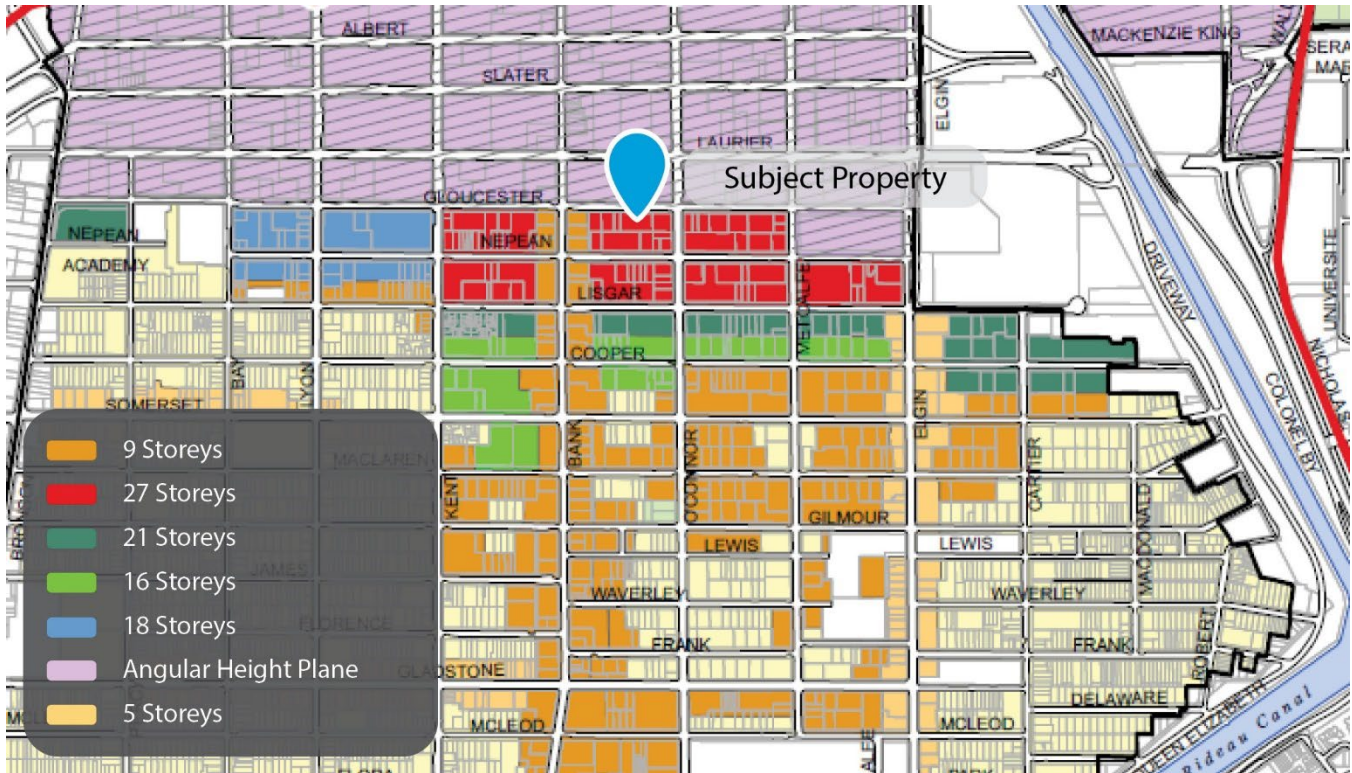 ALBERT
MACKENZIE KING
SLATER
ELGIN
LAURIER
Subject Property
GLOUCESTER
NEPEAN
NEPEAN
ACADEMY
LISGAR
METCALFE
DRIVEWAY
UNIVERSITE
NICHOLAS
COOPER
BAY
LYON
SOMERSET
COLONEL BY
ELGIN
BANK
O'CONNOR
CARTIER
MACLAREN
KENT
GILMOUR
MACDONALD
LEWIS
LEWIS
JAMES
WAVERLEY
WAVERLEY
FLORENCE
FRANK
FRANK
ROBERT
GLADSTONE
DELAWARE
MCLEOD
MCLEOD
QUEEN ELIZABETH
Rideau Canal
9 Storeys
27 Storeys
21 Storeys
16 Storeys
18 Storeys
Angular Height Plane
5 Storeys